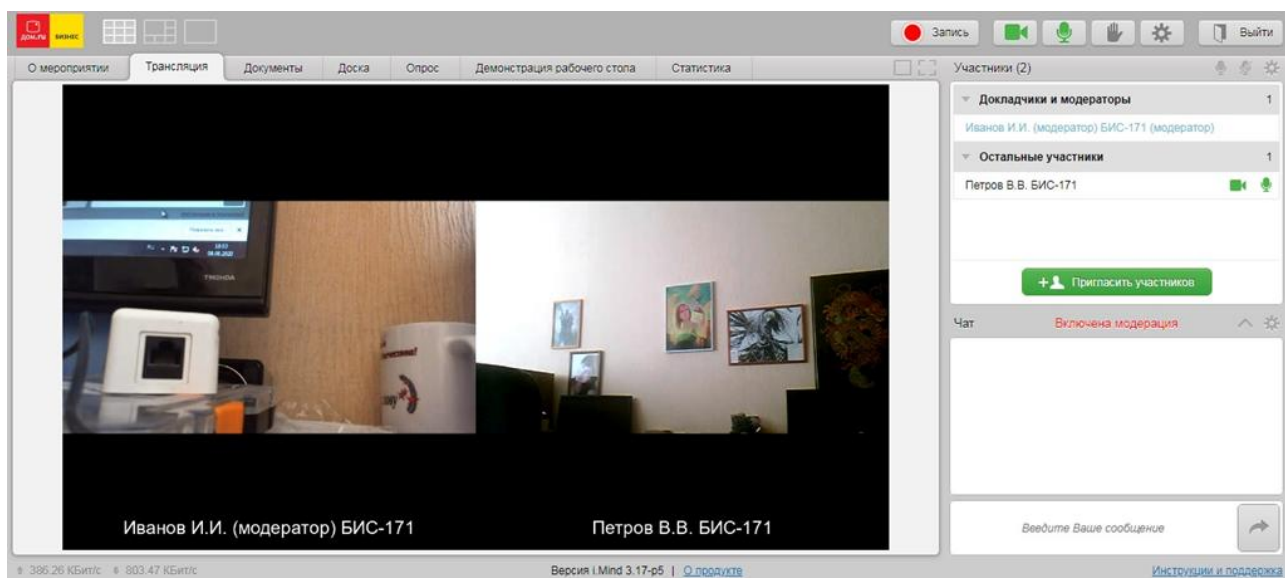 ДОМ.RU
БИЗНЕС
Запись
Выйти
О мероприятии
Трансляция
Документы
Доска
Опрос
Демонстрация рабочего стола
Статистика
Участники (2)
Докладчики и модераторы 1
Иванов И.И. (модератор) БИС-171 (модератор)
Остальные участники 1
Петров В.В. БИС-171
Пригласить участников
Чат Включена модерация
Иванов И.И. (модератор) БИС-171
Петров В.В. БИС-171
Введите Ваше сообщение
386.26 КБит/с 803.47 КБит/с
Версия i.Mind 3.17-p5 | О продукте
Инструкции и поддержка